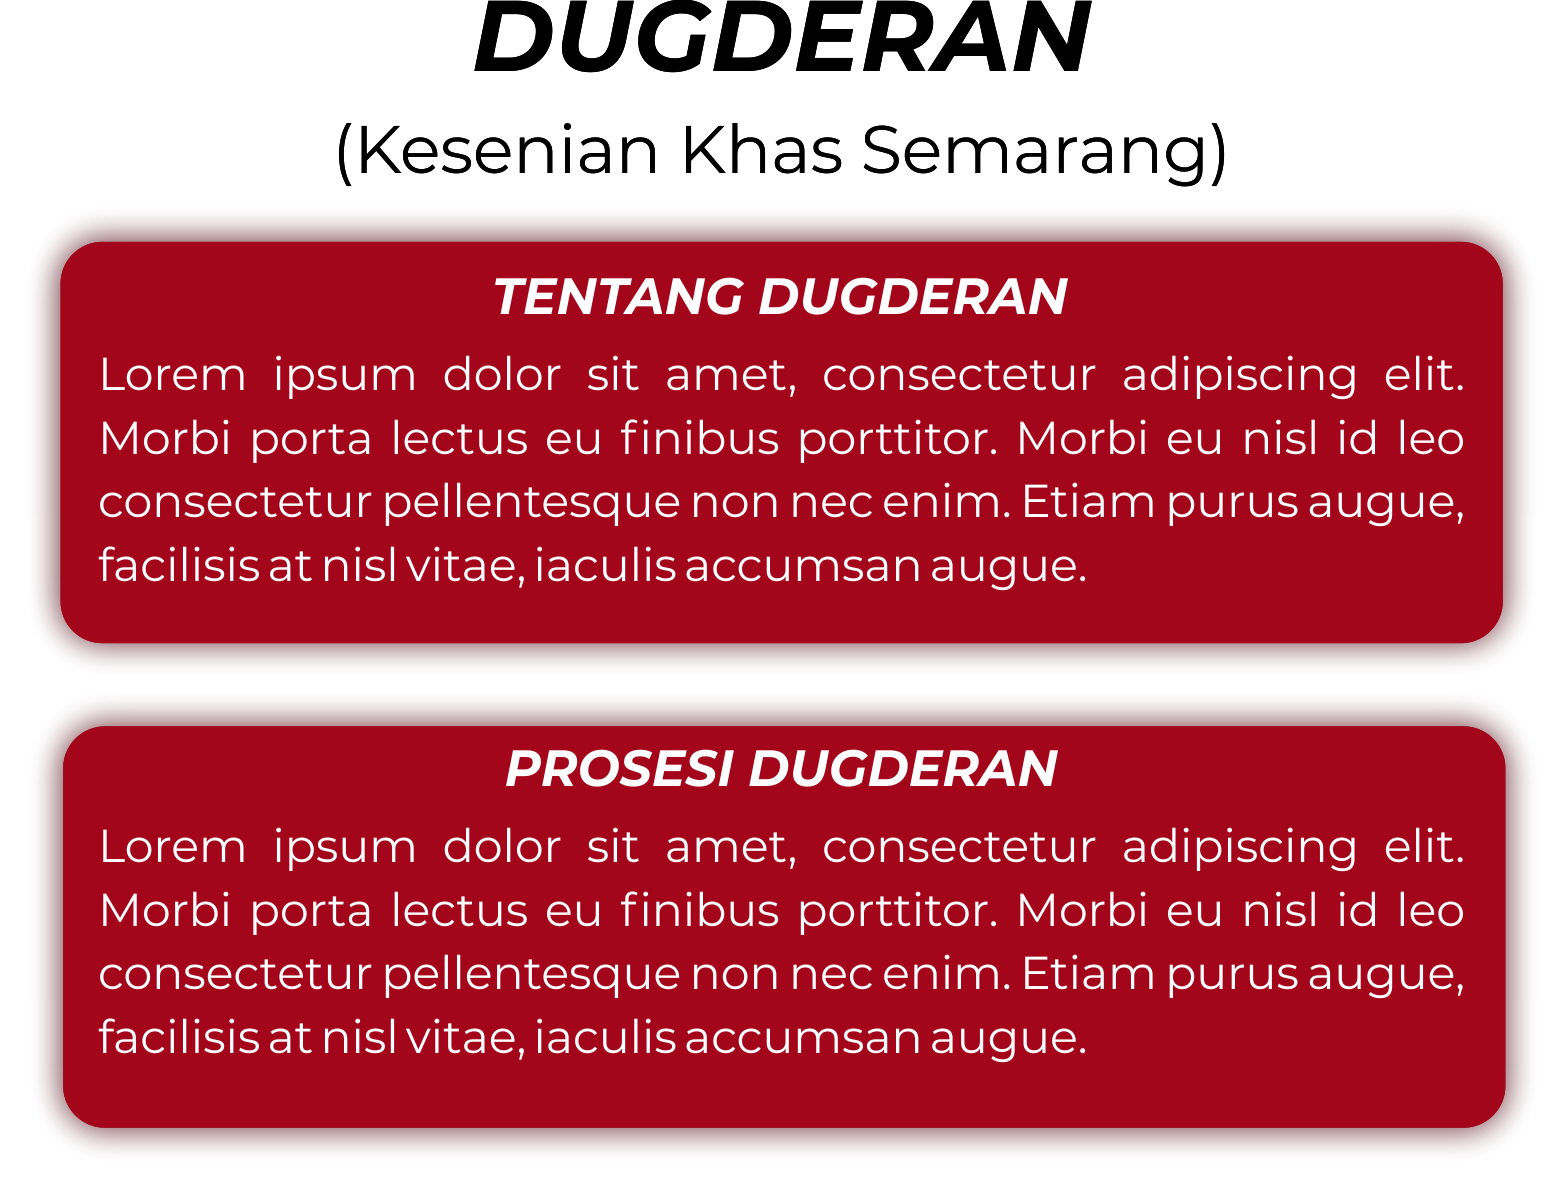 DUGDERAN
(Kesenian Khas Semarang)
TENTANG DUGDERAN
Lorem ipsum dolor sit amet, consectetur adipiscing elit.
Morbi porta lectus eu finibus porttitor. Morbi eu nisl id leo
consectetur pellentesque non nec enim. Etiam purus augue,
facilisis at nisl vitae, iaculis accumsan augue.
PROSESI DUGDERAN
Lorem ipsum dolor sit amet, consectetur adipiscing elit.
Morbi porta lectus eu finibus porttitor. Morbi eu nisl id leo
consectetur pellentesque non nec enim. Etiam purus augue,
facilisis at nisl vitae, iaculis accumsan augue.